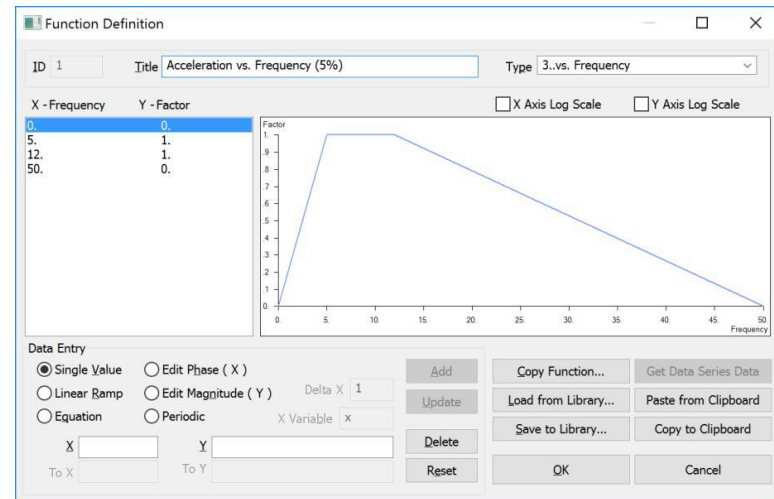 Function Definition
ID 1 Title Acceleration vs. Frequency (5%) Type 3..vs. Frequency
X - Frequency Y - Factor X Axis Log Scale Y Axis Log Scale
0. 0.
5. 1.
12. 1.
50. 0.
Factor
1.
.9
.8
.7
.6
.5
.4
.3
.2
.1
0.
0. 5. 10. 15. 20. 25. 30. 35. 40. 45. 50.
Frequency
Data Entry
Single Value Edit Phase ( X ) Add Copy Function... Get Data Series Data
Linear Ramp Edit Magnitude ( Y ) Delta X 1 Update Load from Library... Paste from Clipboard
Equation Periodic X Variable x Save to Library... Copy to Clipboard
X Y Delete
To X To Y Reset OK Cancel